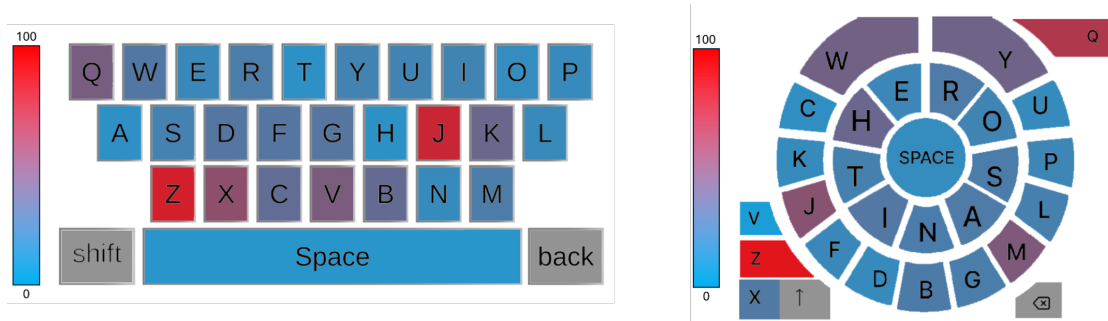 100
Q W E R T Y U I O P
A S D F G H J K L
Z X C V B N M
shift Space back
0
100
Q
W Y
E R
C H O U
SPACE
K T S P
J I N A L
V F M
Z D B G
X ↑
0